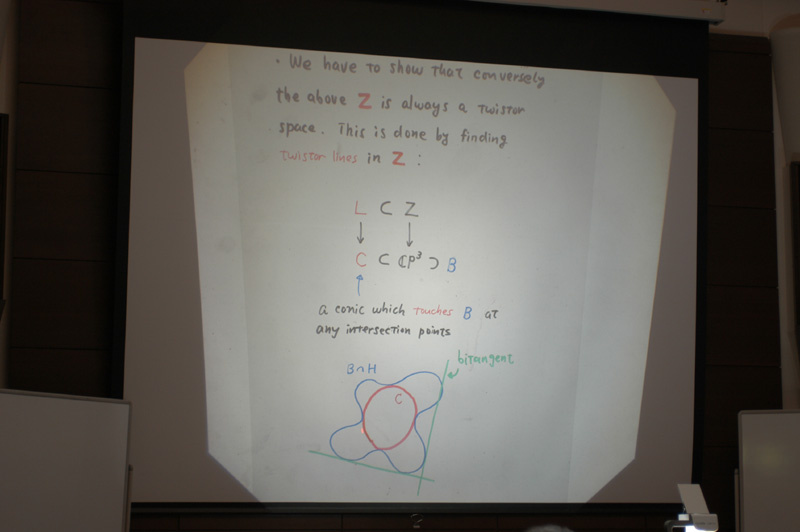 · We have to show that conversely
the above Z is always a twistor
space. This is done by finding
twistor lines in Z :
L ⊂ Z
↓ ↓
C ⊂ ℂP³ ⊃ B
↑
a conic which touches B at
any intersection points
bitangent
B∩H
C